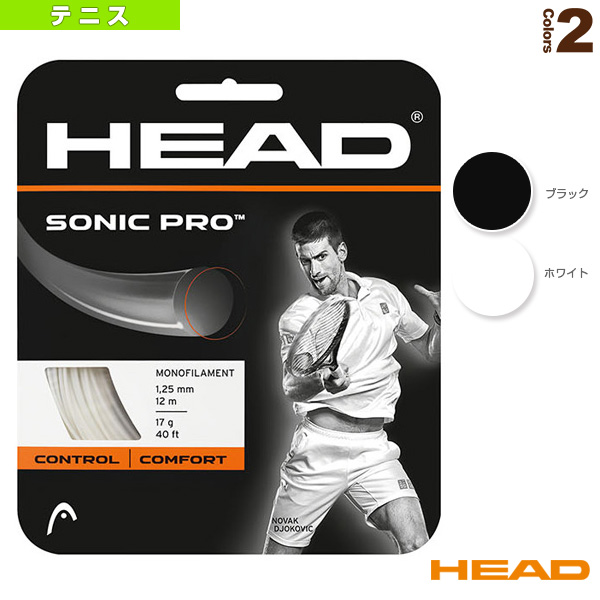 テニス
Colors 2
HEAD®
SONIC PRO™
ブラック
ホワイト
MONOFILAMENT
1,25 mm
12 m
17 g
40 ft
CONTROL | COMFORT
NOVAK
DJOKOVIC
HEAD